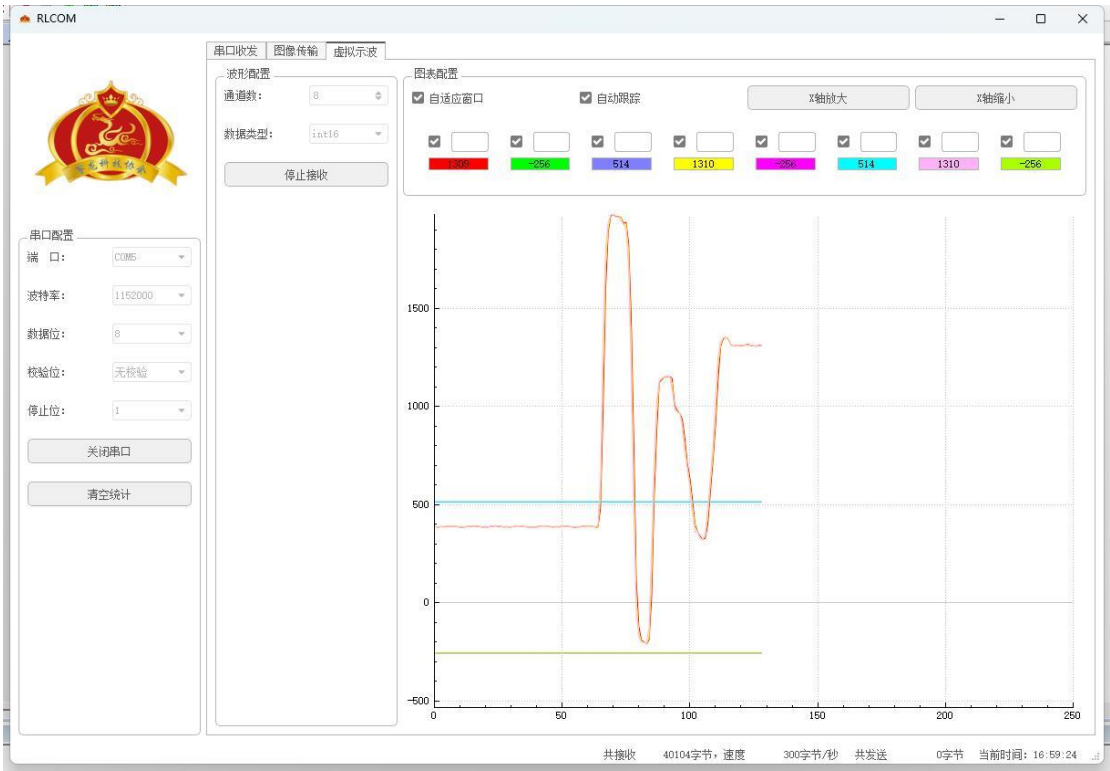 RLCOM
串口收发 图像传输 虚拟示波
波形配置
通道数: 8
数据类型: int16
停止接收
图表配置
自适应窗口 自动跟踪 X轴放大 X轴缩小
1309 -256 514 1310 -256 514 1310 -256
串口配置
端 口: COM5
波特率: 1152000
数据位: 8
校验位: 无校验
停止位: 1
关闭串口
清空统计
1500
1000
500
0
-500
0 50 100 150 200 250
共接收 40104字节, 速度 300字节/秒 共发送 0字节 当前时间: 16:59:24